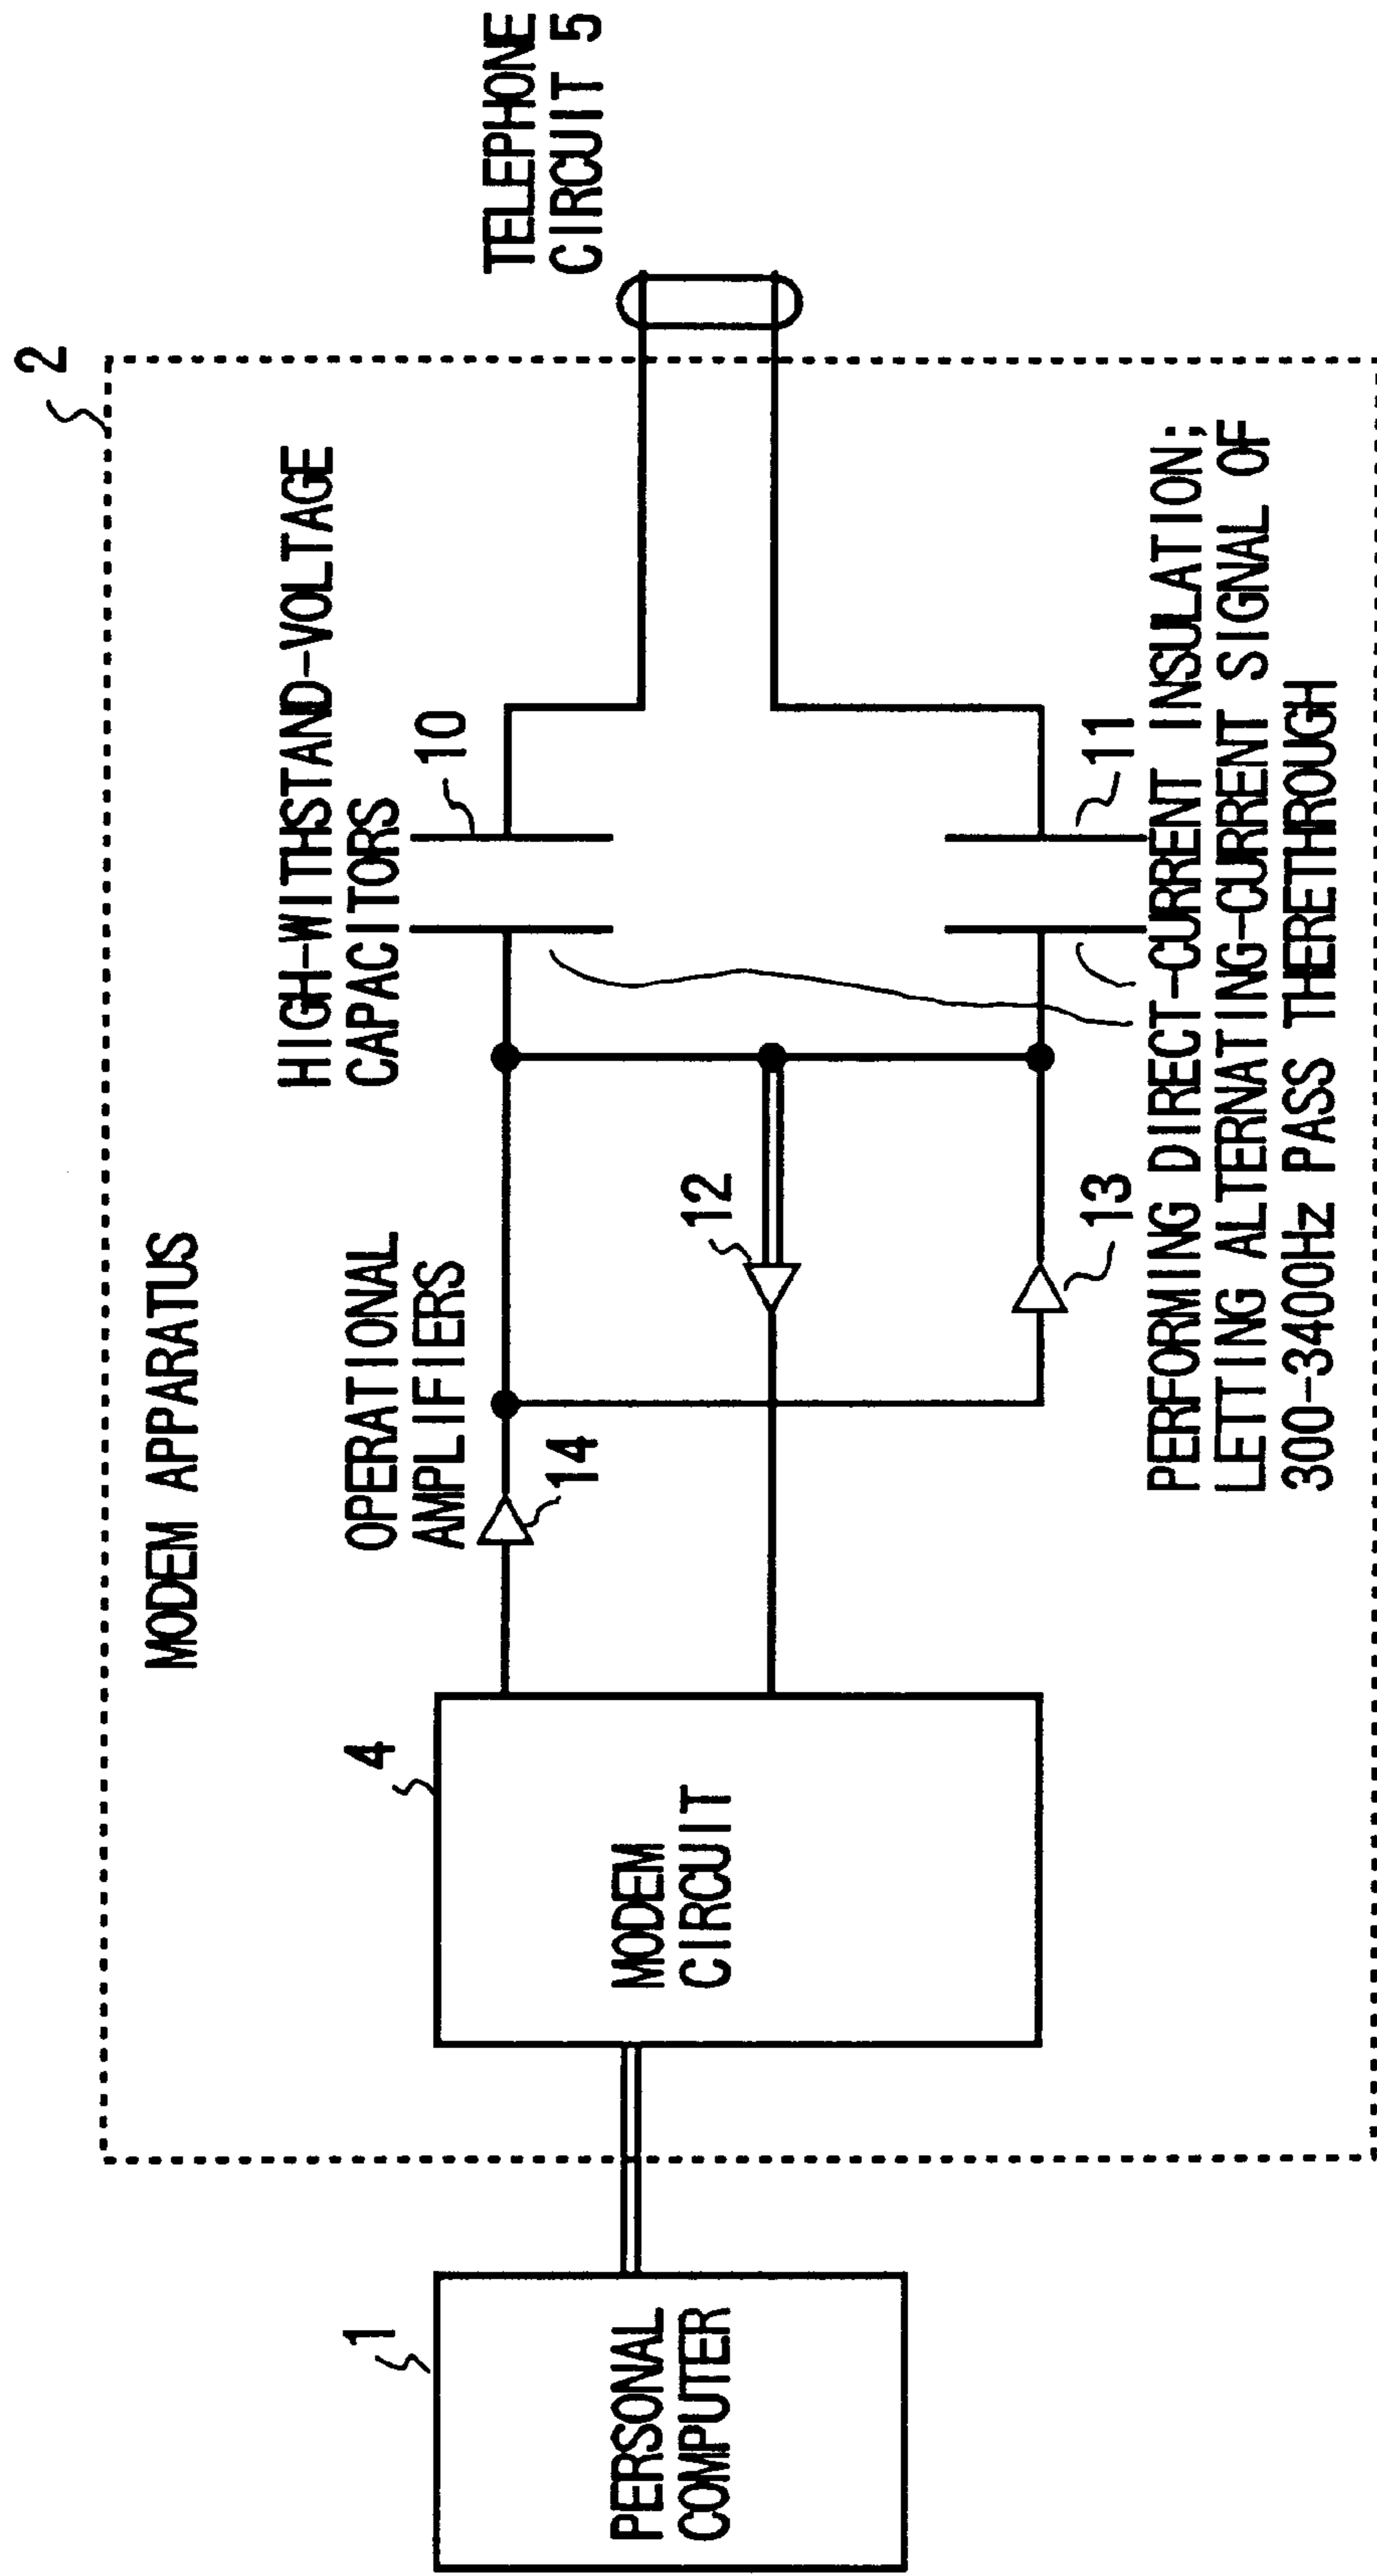 2
MODEM APPARATUS
HIGH-WITHSTAND-VOLTAGE
CAPACITORS
OPERATIONAL
AMPLIFIERS
10
14
12
13
11
TELEPHONE
CIRCUIT 5
4
MODEM
CIRCUIT
1
PERSONAL
COMPUTER
PERFORMING DIRECT-CURRENT INSULATION;
LETTING ALTERNATING-CURRENT SIGNAL OF
300-3400Hz PASS THERETHROUGH